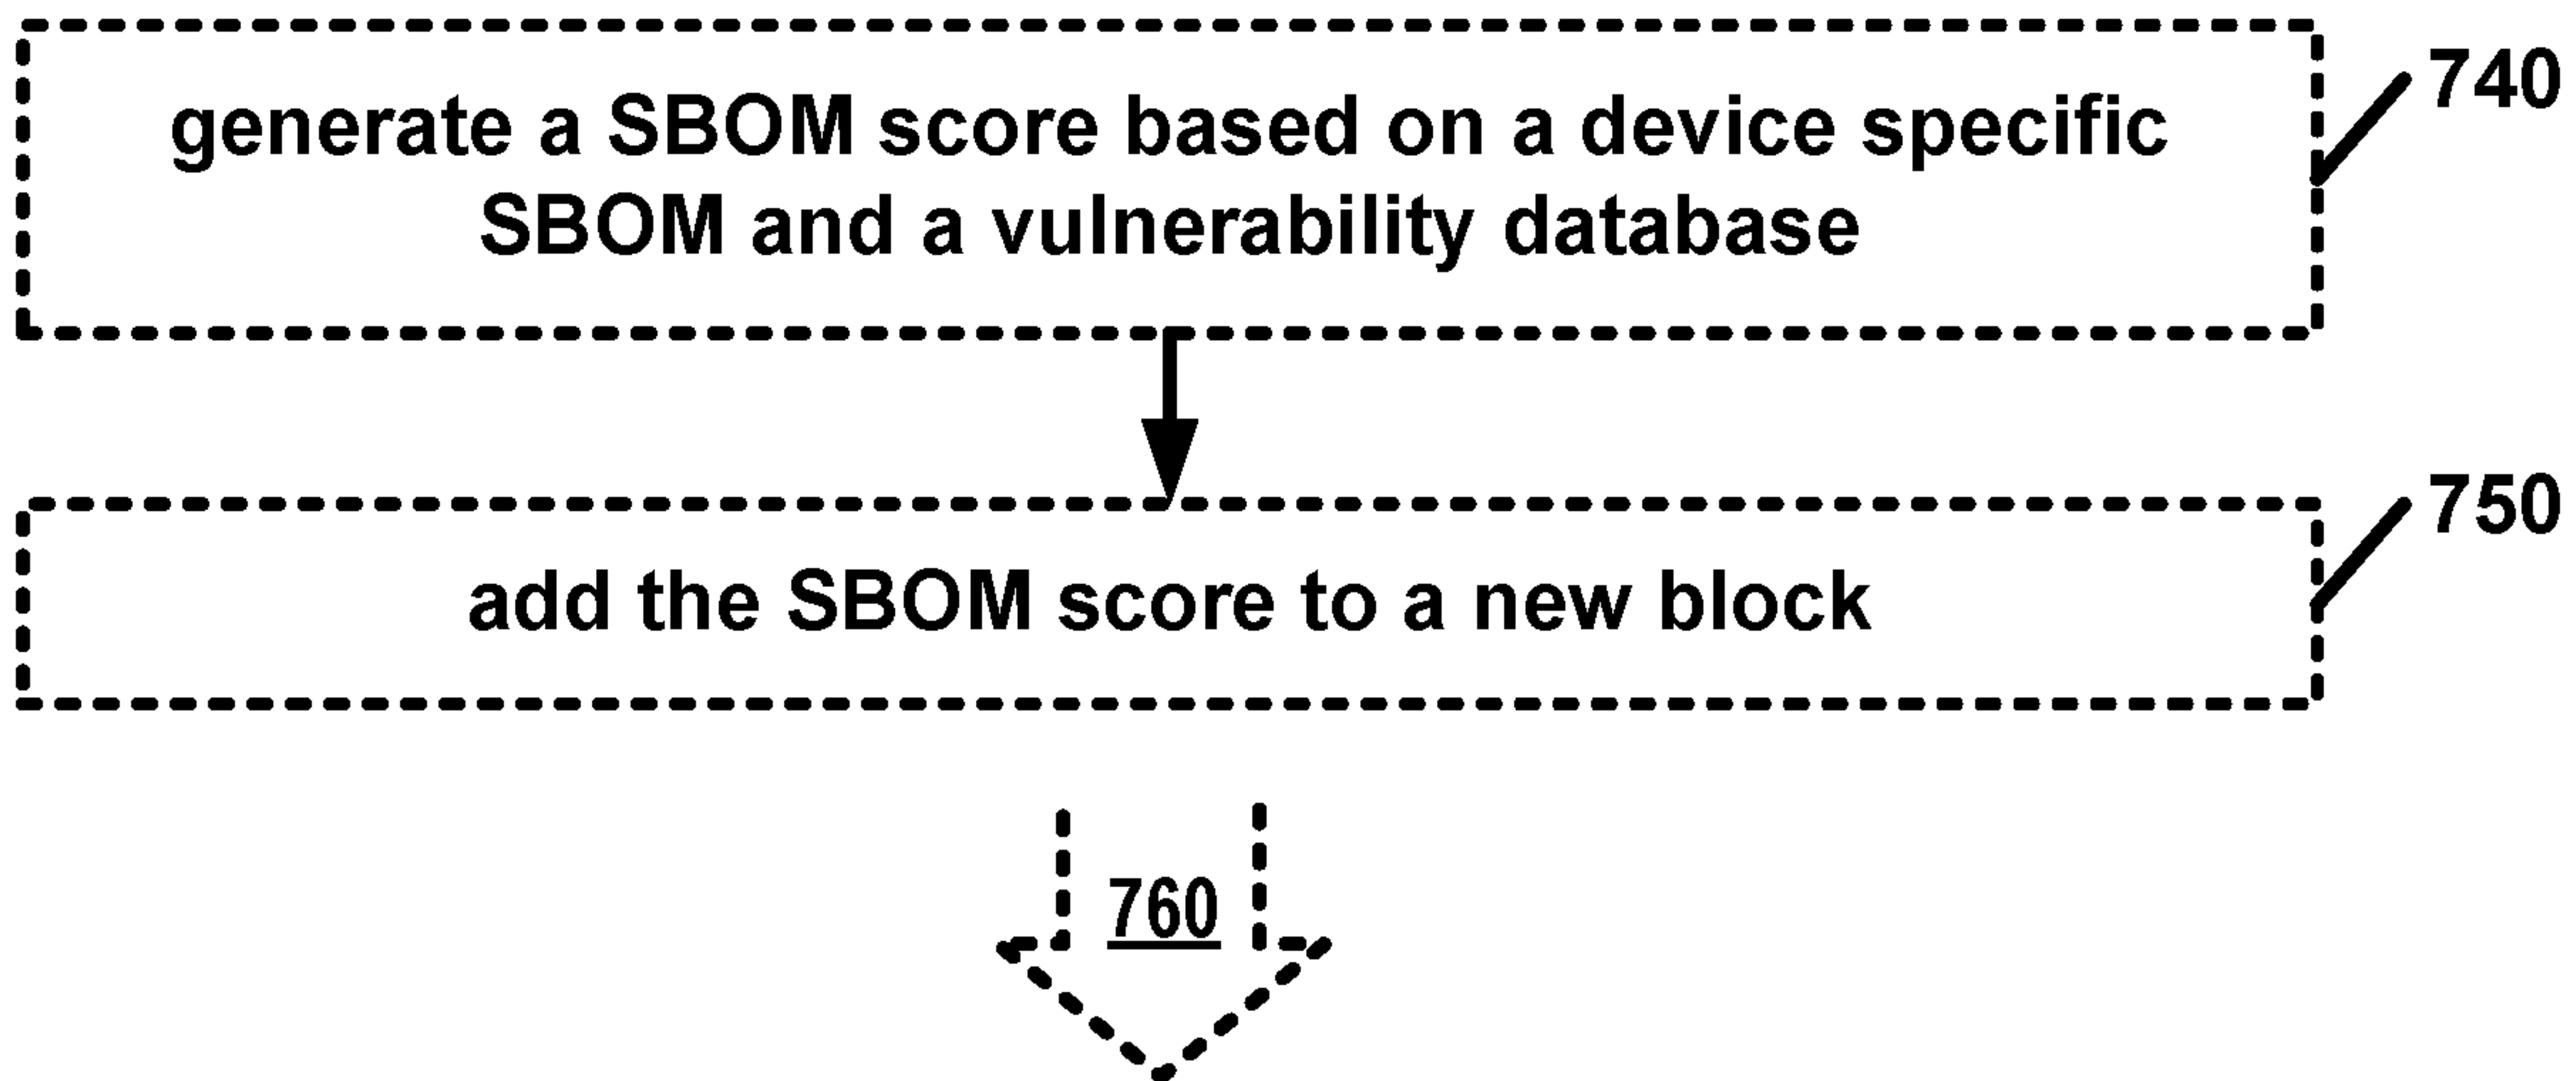 740
generate a SBOM score based on a device specific
SBOM and a vulnerability database
750
add the SBOM score to a new block
760